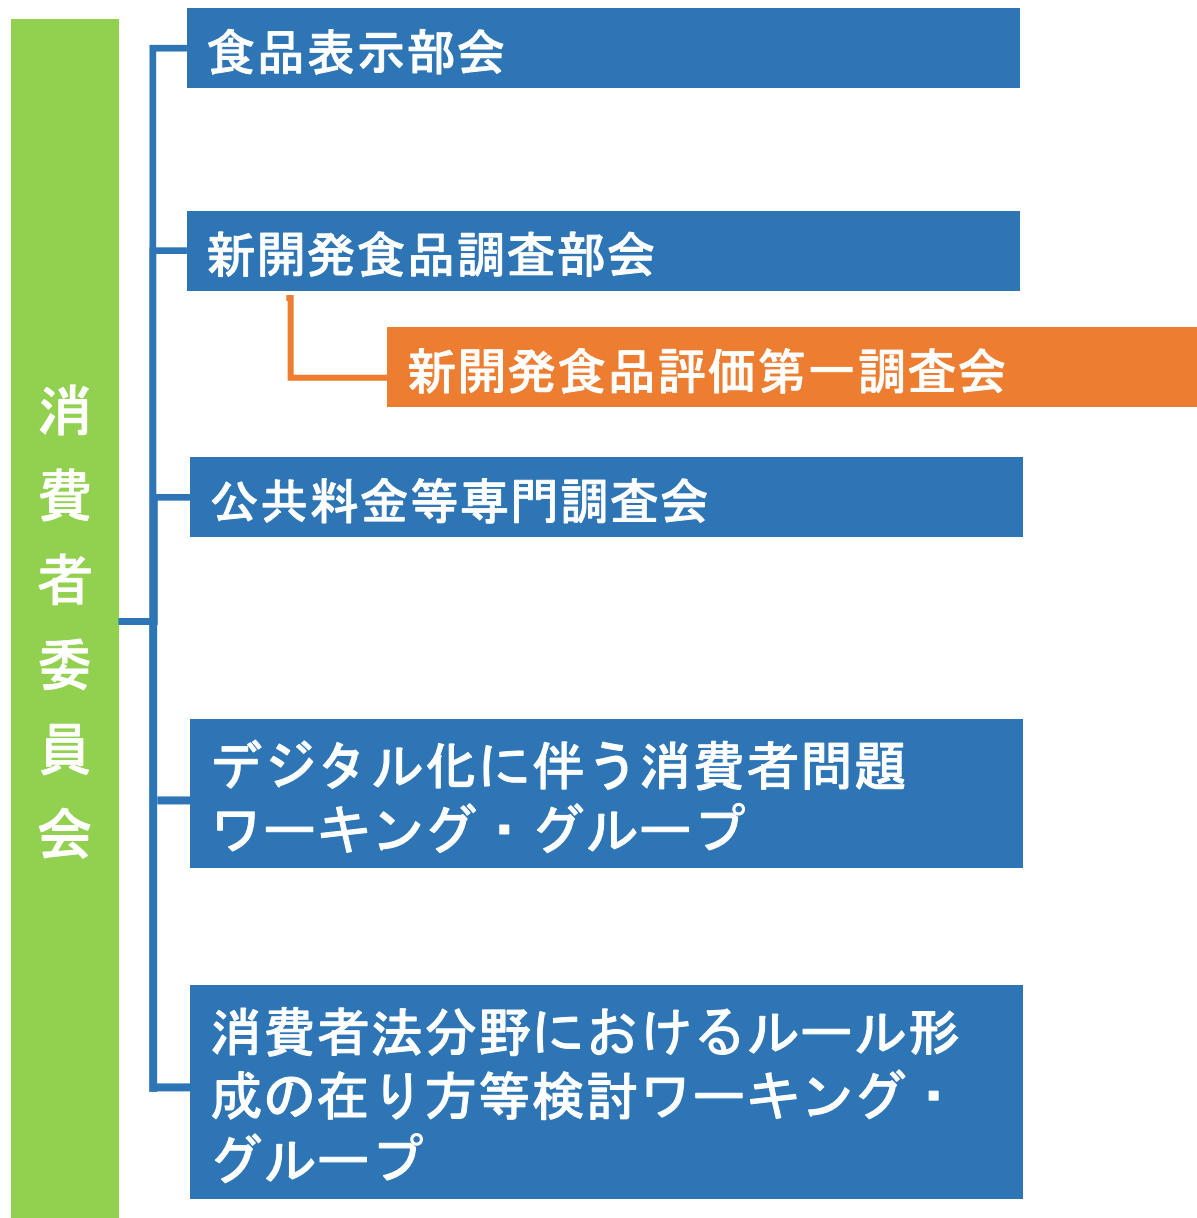 消費者委員会
食品表示部会
新開発食品調査部会
新開発食品評価第一調査会
公共料金等専門調査会
デジタル化に伴う消費者問題
ワーキング・グループ
消費者法分野におけるルール形
成の在り方等検討ワーキング・
グループ